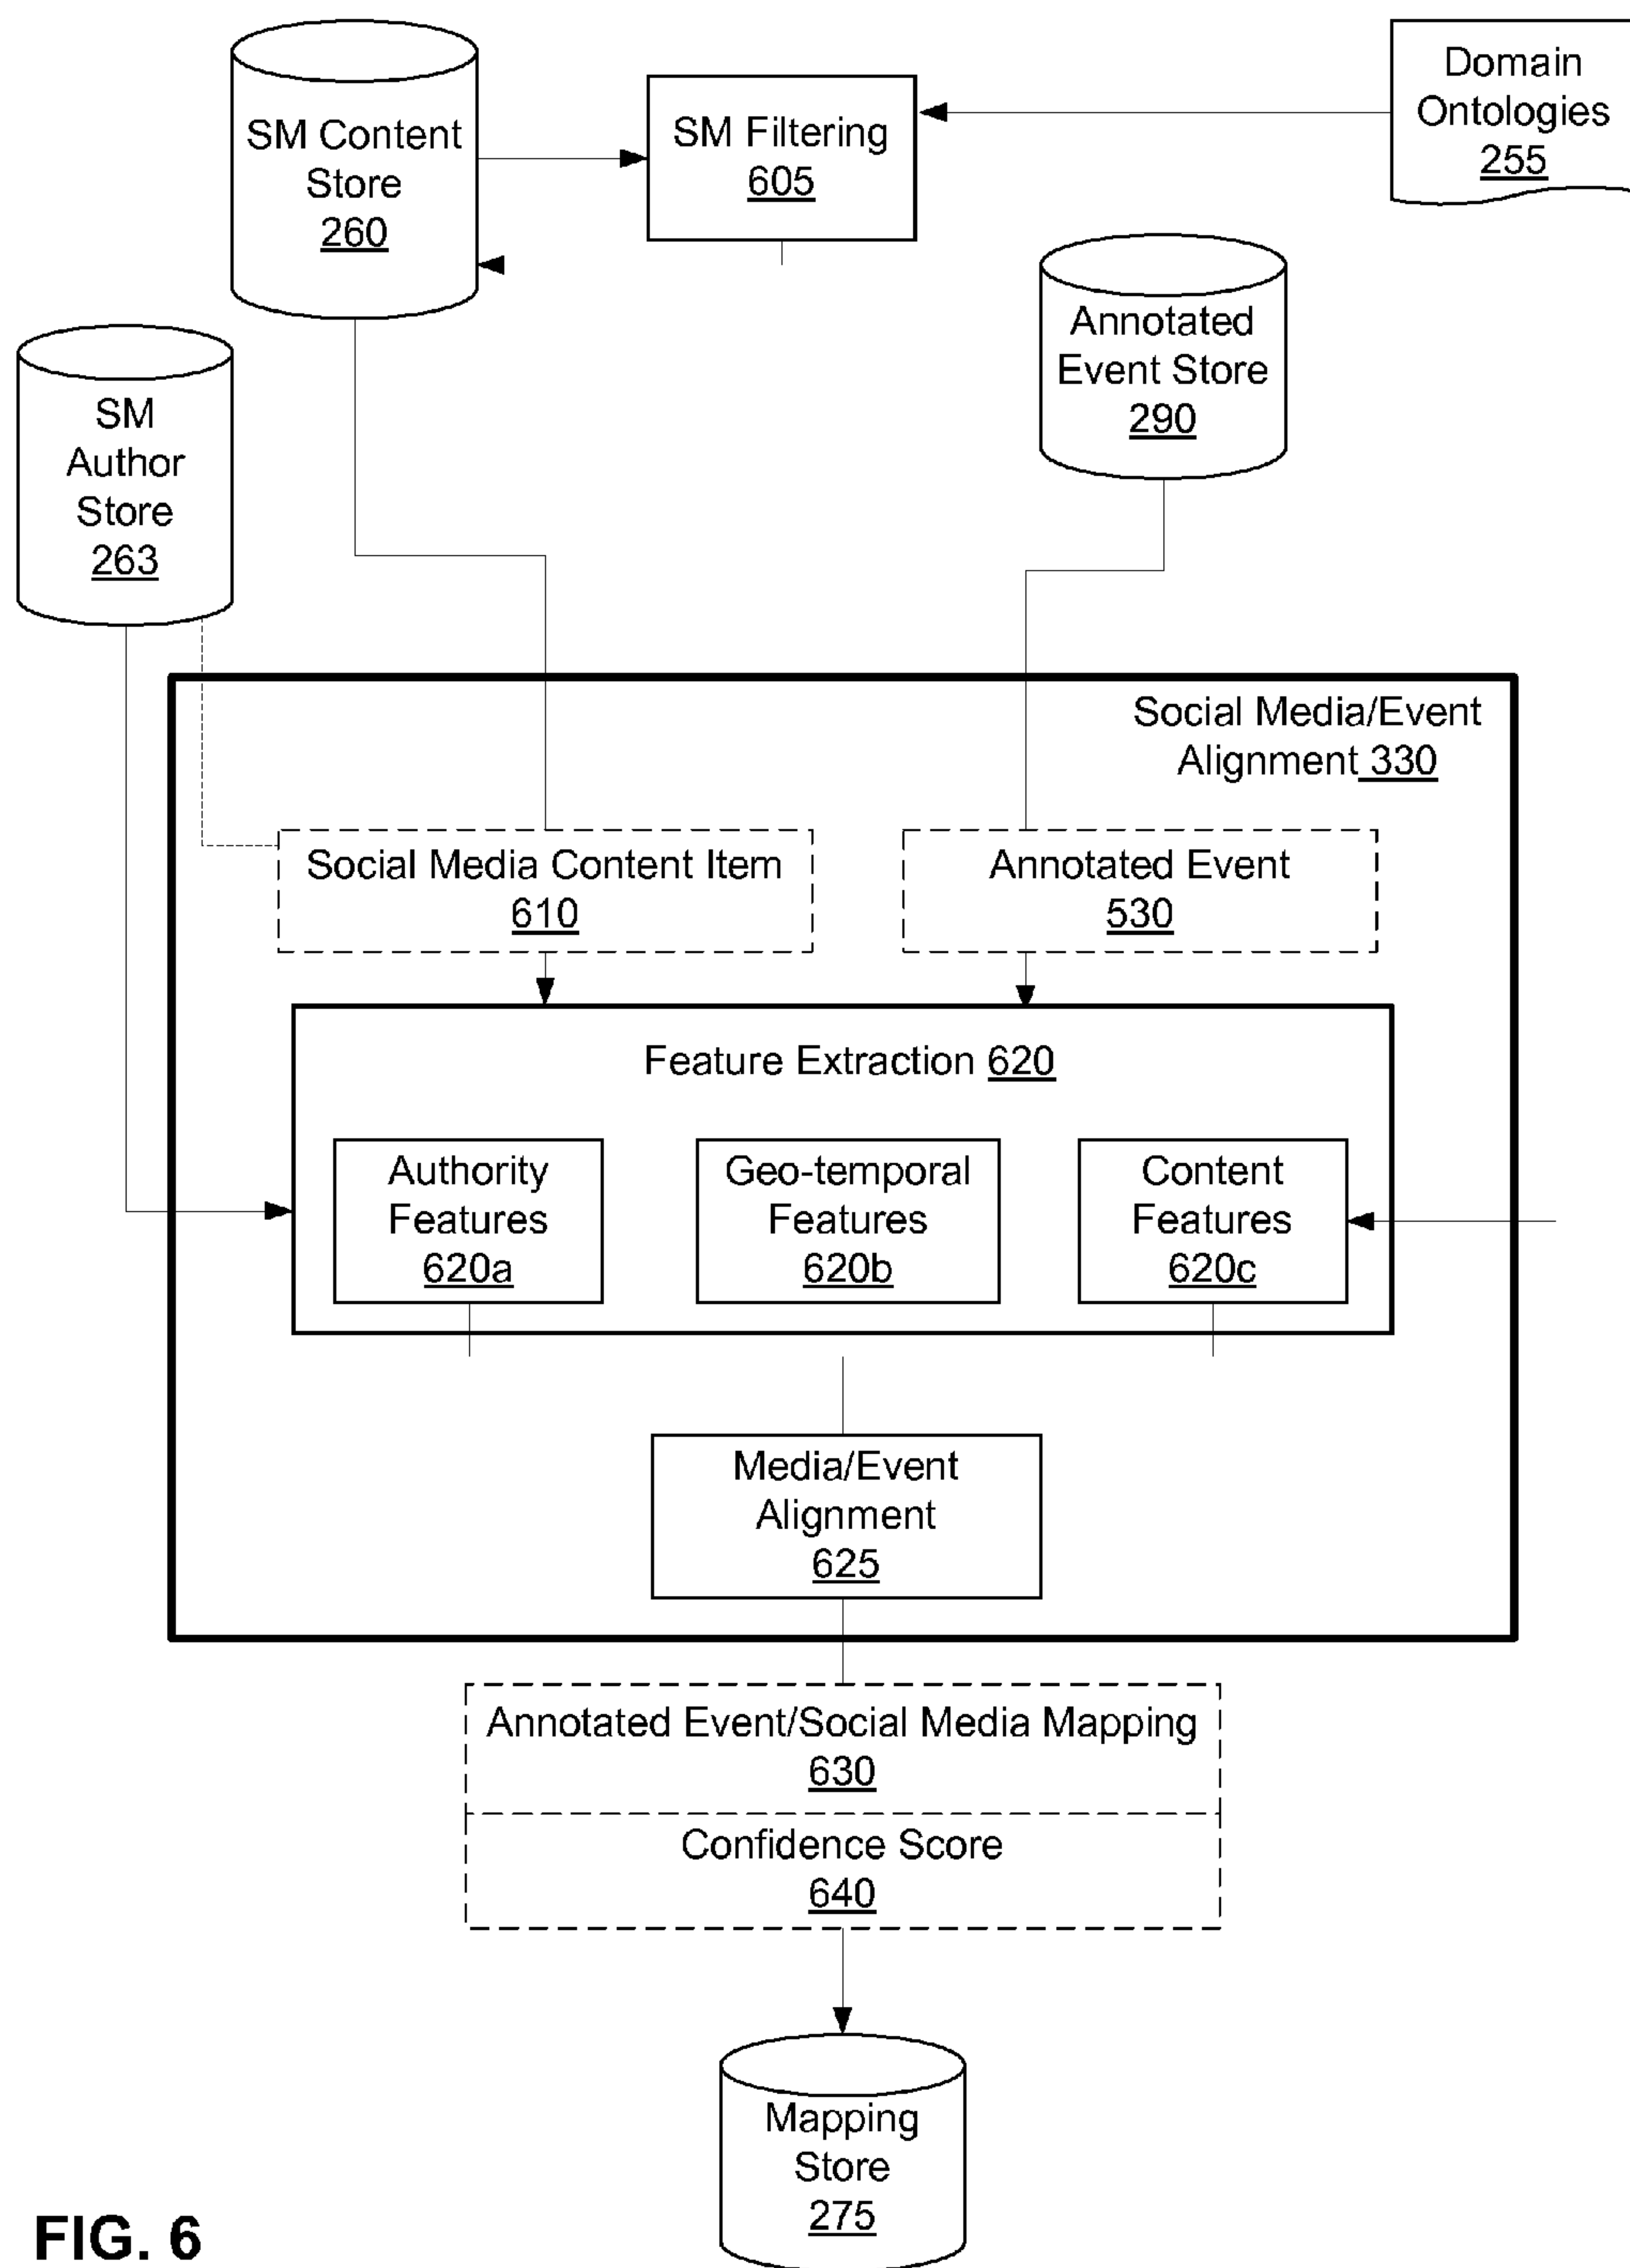 SM Content
Store
260
SM Filtering
605
Domain
Ontologies
255
SM
Author
Store
263
Annotated
Event Store
290
Social Media/Event
Alignment 330
Social Media Content Item
610
Annotated Event
530
Feature Extraction 620
Authority
Features
620a
Geo-temporal
Features
620b
Content
Features
620c
Media/Event
Alignment
625
Annotated Event/Social Media Mapping
630
Confidence Score
640
Mapping
Store
275
FIG. 6